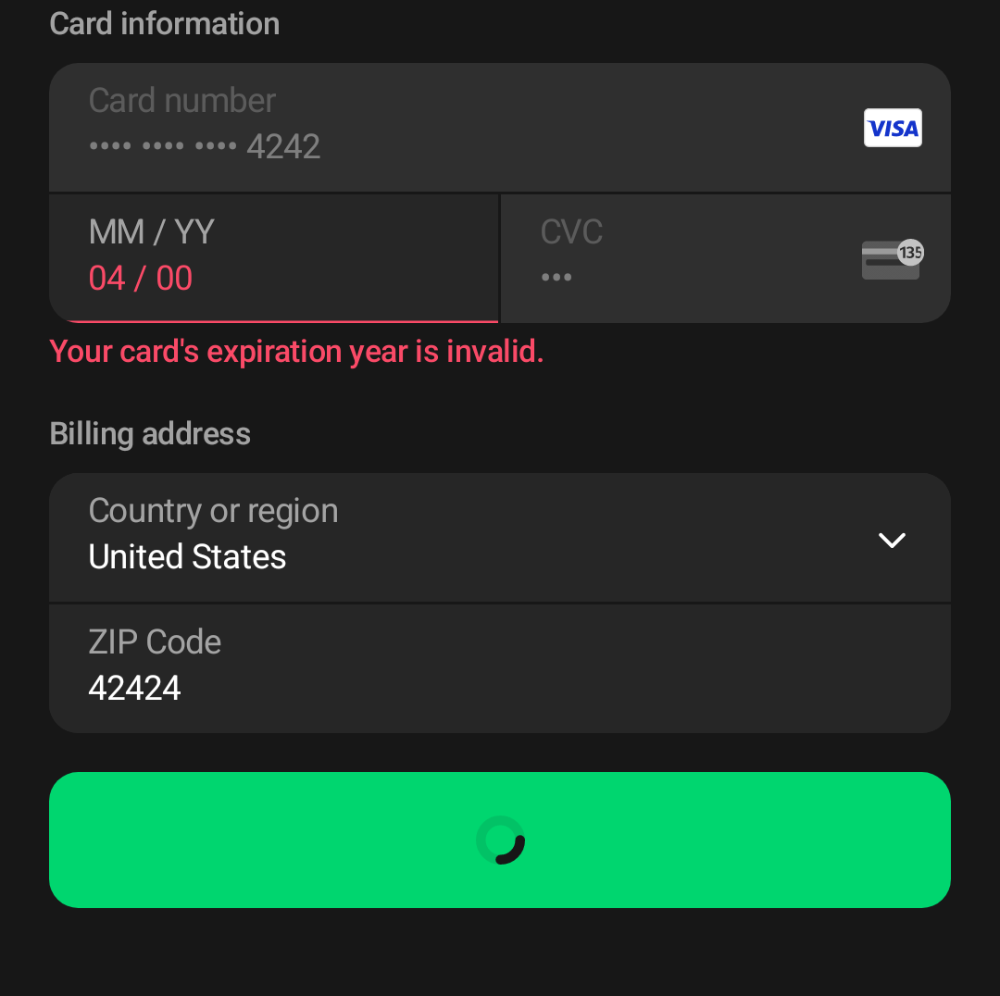 Card information
Card number
•••• •••• •••• 4242
VISA
MM / YY
04 / 00
CVC
•••
135
Your card's expiration year is invalid.
Billing address
Country or region
United States
ZIP Code
42424